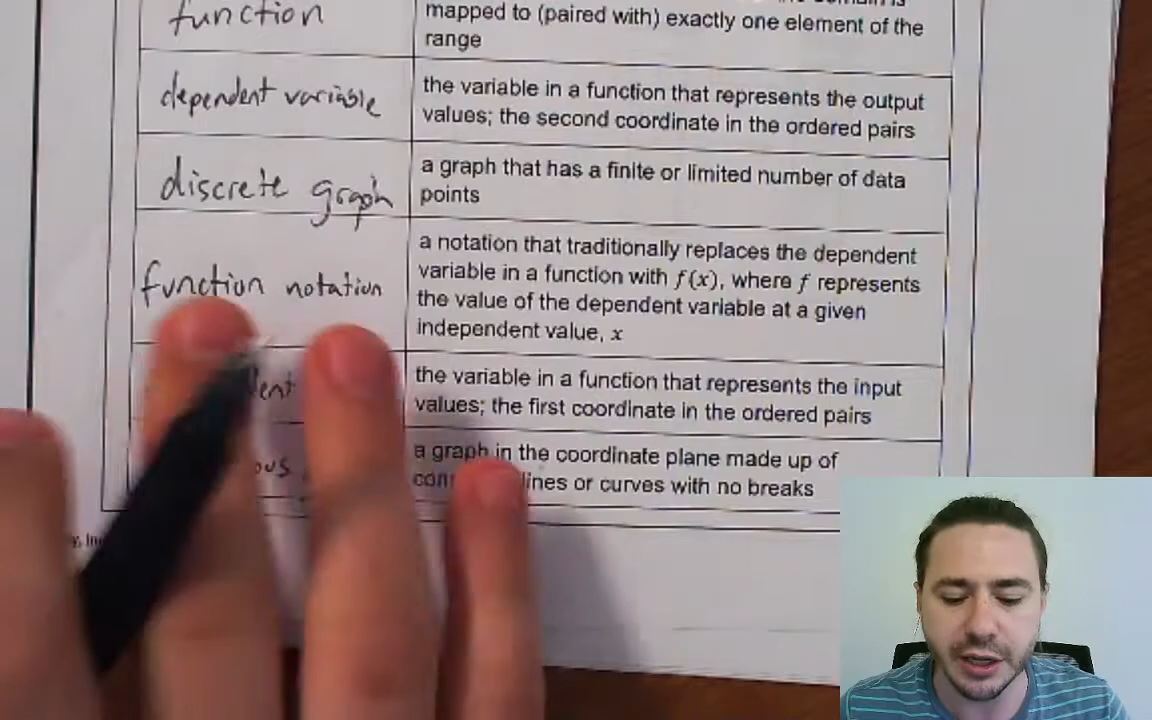 function
mapped to (paired with) exactly one element of the
range
dependent variable
the variable in a function that represents the output
values; the second coordinate in the ordered pairs
discrete graph
a graph that has a finite or limited number of data
points
function notation
a notation that traditionally replaces the dependent
variable in a function with f(x), where f represents
the value of the dependent variable at a given
independent value, x
the variable in a function that represents the input
values; the first coordinate in the ordered pairs
a graph in the coordinate plane made up of
lines or curves with no breaks